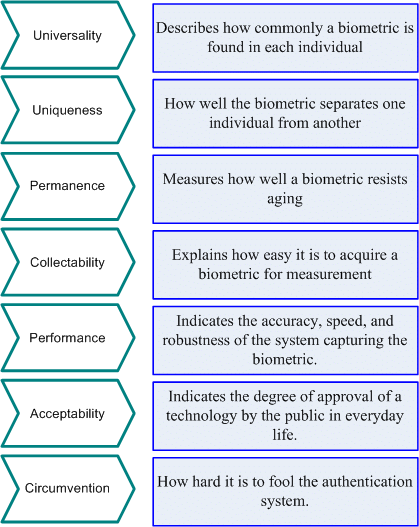 Universality
Describes how commonly a biometric is
found in each individual
Uniqueness
How well the biometric separates one
individual from another
Permanence
Measures how well a biometric resists
aging
Collectability
Explains how easy it is to acquire a
biometric for measurement
Performance
Indicates the accuracy, speed, and
robustness of the system capturing the
biometric.
Acceptability
Indicates the degree of approval of a
technology by the public in everyday
life.
Circumvention
How hard it is to fool the authentication
system.